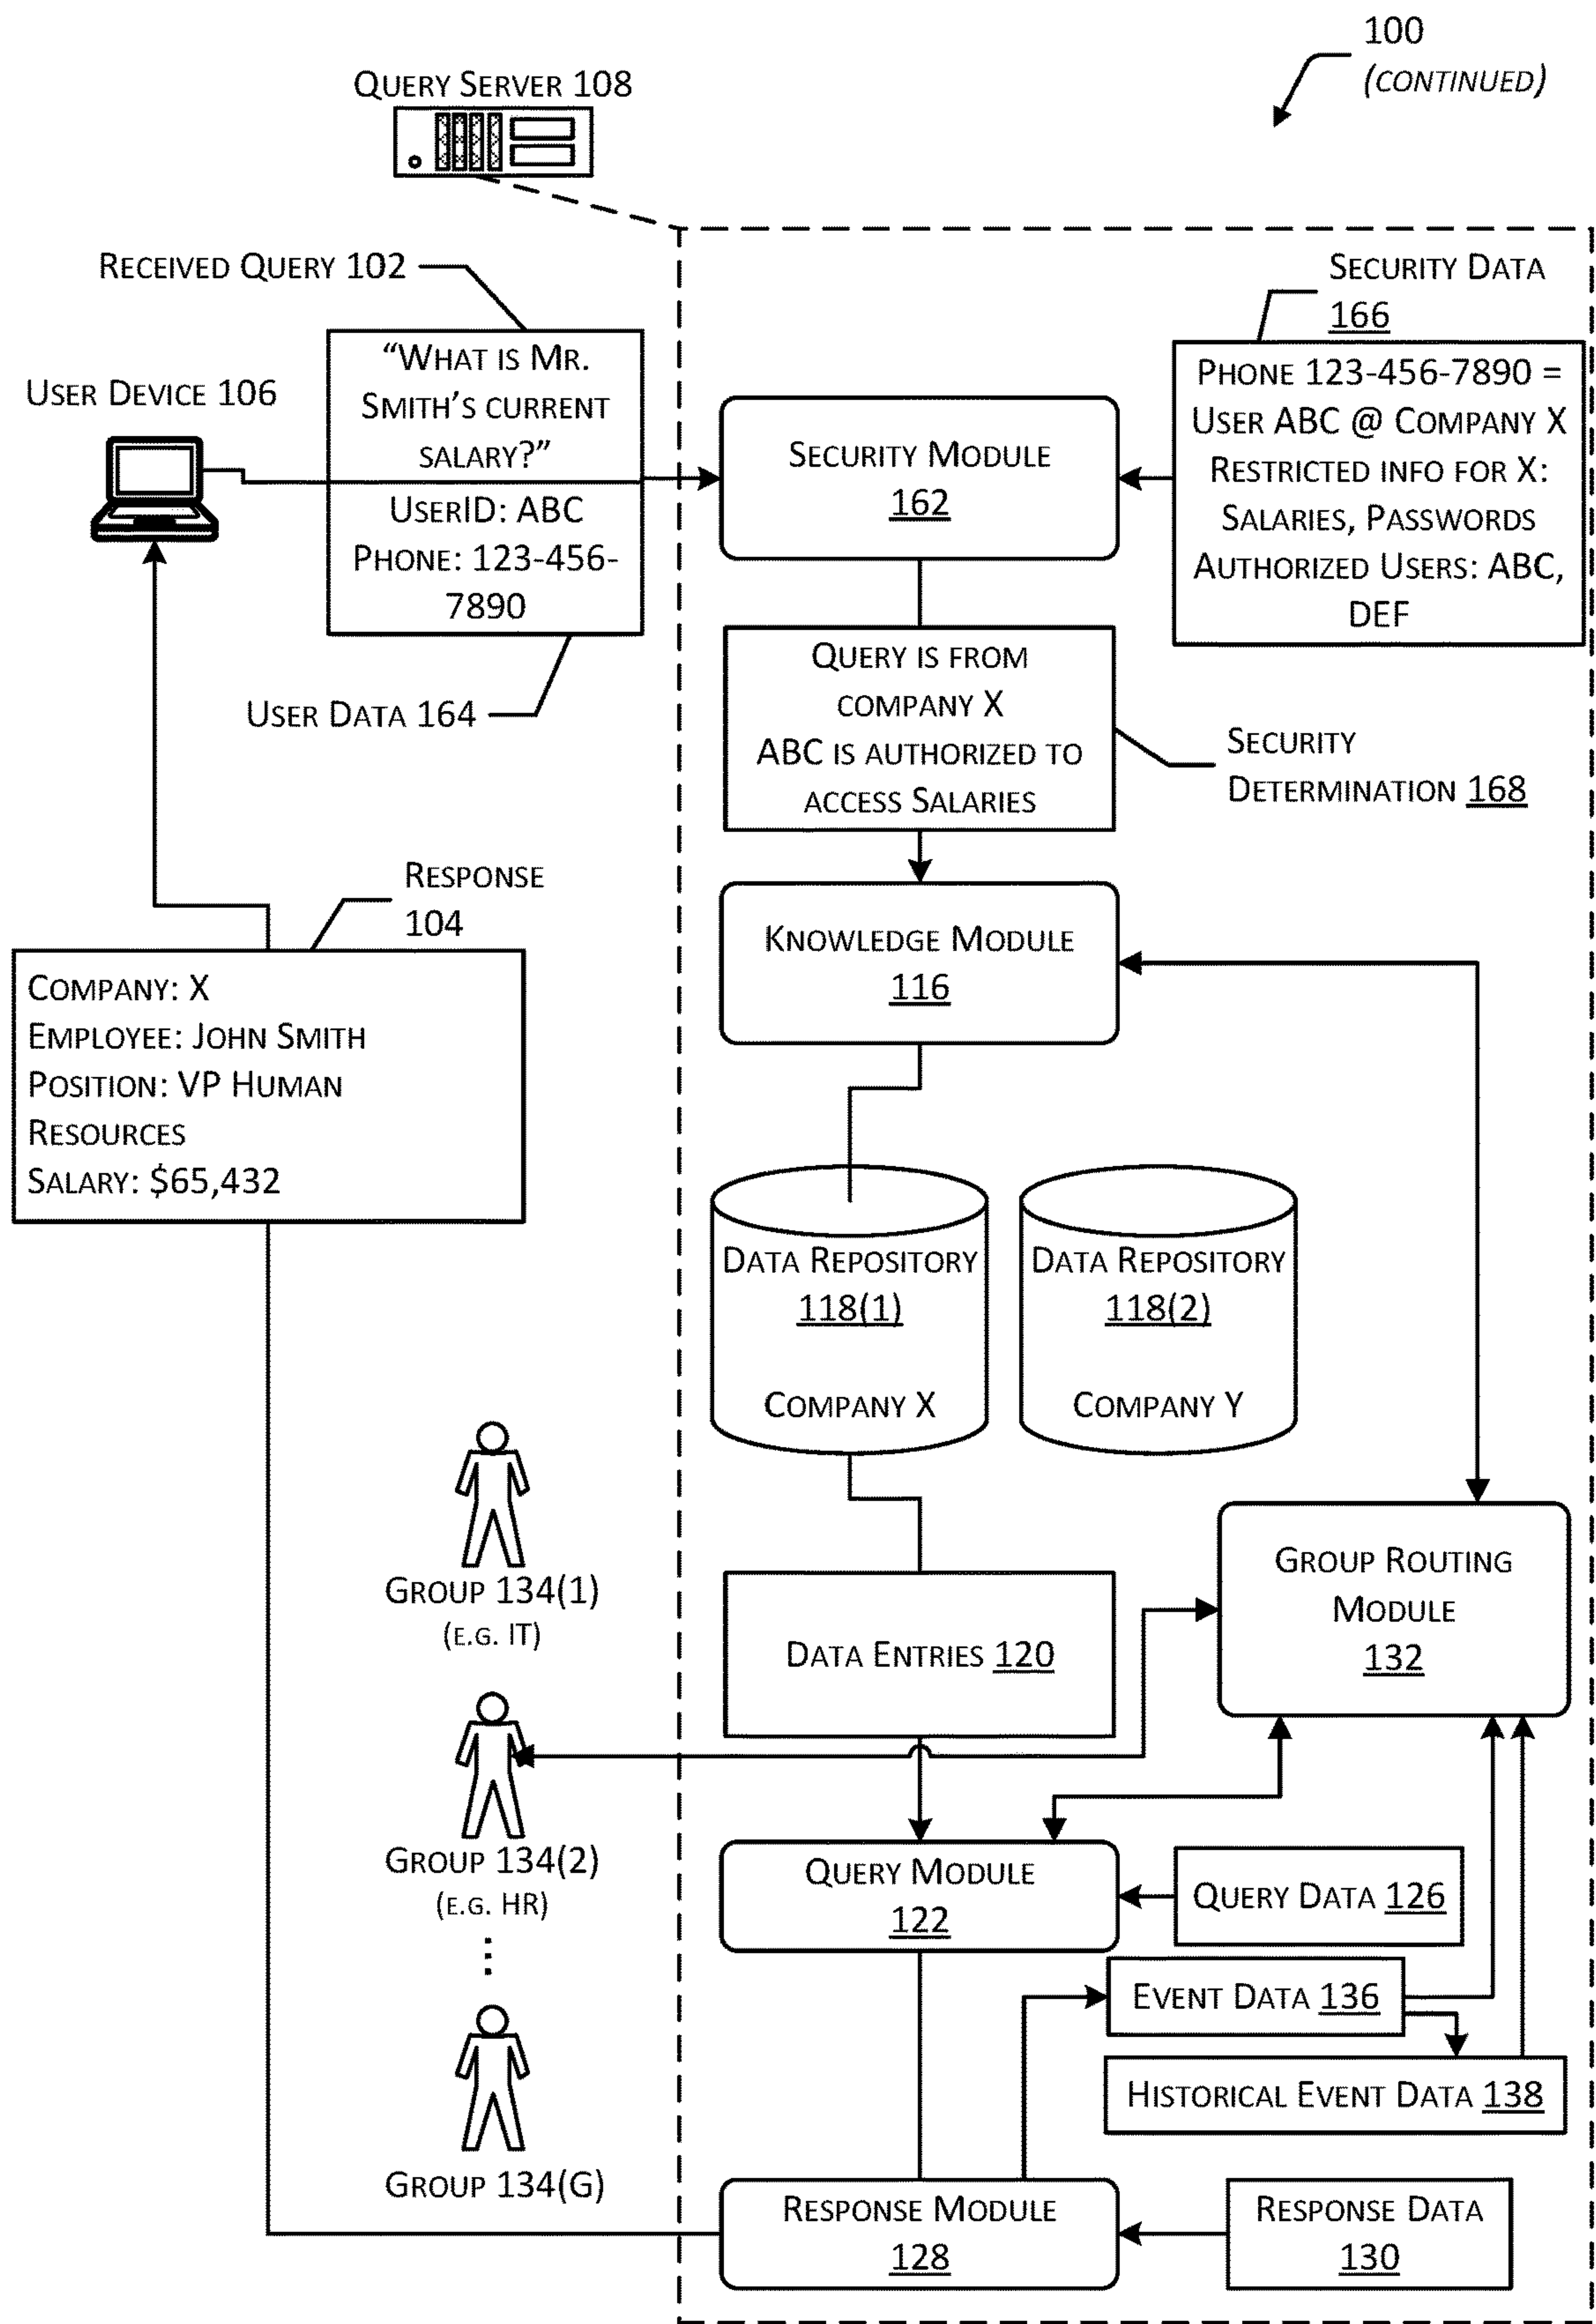 100
(CONTINUED)
QUERY SERVER 108
RECEIVED QUERY 102
“WHAT IS MR.
SMITH’S CURRENT
SALARY?”
USERID: ABC
PHONE: 123-456-
7890
USER DEVICE 106
USER DATA 164
SECURITY DATA
166
PHONE 123-456-7890 =
USER ABC @ COMPANY X
RESTRICTED INFO FOR X:
SALARIES, PASSWORDS
AUTHORIZED USERS: ABC,
DEF
SECURITY MODULE
162
QUERY IS FROM
COMPANY X
ABC IS AUTHORIZED TO
ACCESS SALARIES
SECURITY
DETERMINATION 168
RESPONSE
104
COMPANY: X
EMPLOYEE: JOHN SMITH
POSITION: VP HUMAN
RESOURCES
SALARY: $65,432
KNOWLEDGE MODULE
116
DATA REPOSITORY
118(1)
COMPANY X
DATA REPOSITORY
118(2)
COMPANY Y
GROUP 134(1)
(E.G. IT)
GROUP 134(2)
(E.G. HR)
GROUP 134(G)
GROUP ROUTING
MODULE
132
DATA ENTRIES 120
QUERY MODULE
122
QUERY DATA 126
EVENT DATA 136
HISTORICAL EVENT DATA 138
RESPONSE MODULE
128
RESPONSE DATA
130